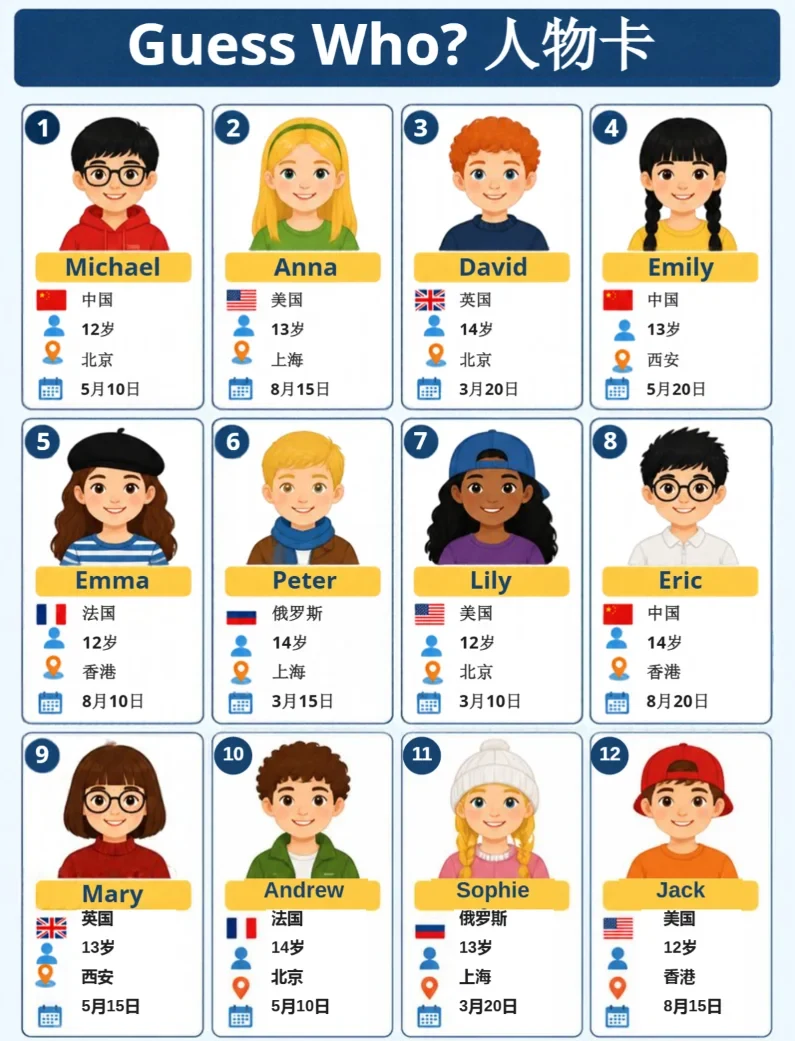 Guess Who? 人物卡
1
Michael
中国
12岁
北京
5月10日
2
Anna
美国
13岁
上海
8月15日
3
David
英国
14岁
北京
3月20日
4
Emily
中国
13岁
西安
5月20日
5
Emma
法国
12岁
香港
8月10日
6
Peter
俄罗斯
14岁
上海
3月15日
7
Lily
美国
12岁
北京
3月10日
8
Eric
中国
14岁
香港
8月20日
9
Mary
英国
13岁
西安
5月15日
10
Andrew
法国
14岁
北京
5月10日
11
Sophie
俄罗斯
13岁
上海
3月20日
12
Jack
美国
12岁
香港
8月15日